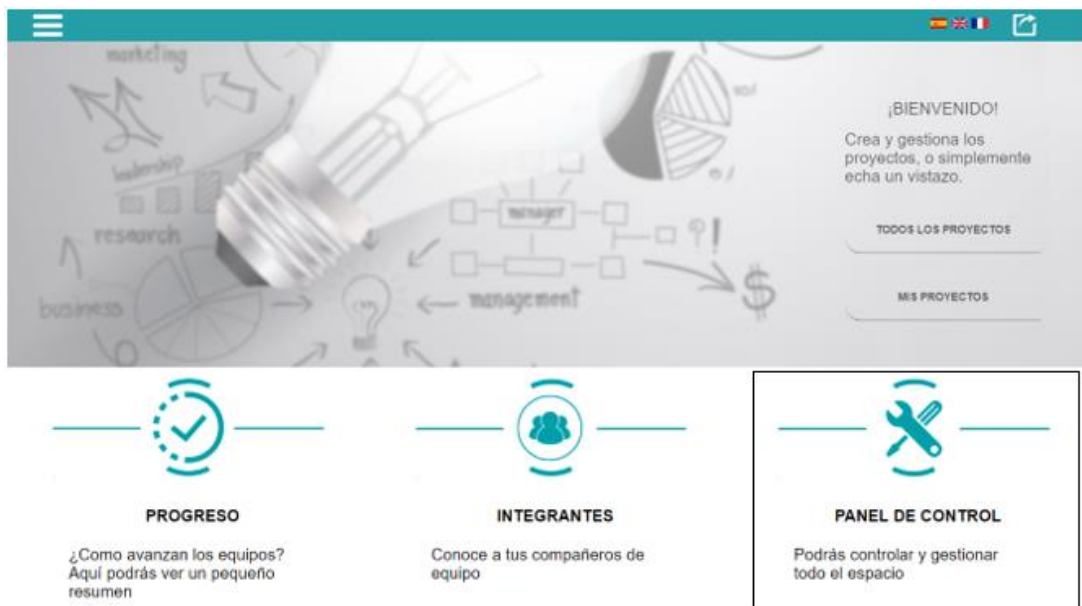 marketing
leadership
research
business
manager
management
?!
$
%
¡BIENVENIDO!
Crea y gestiona los
proyectos, o simplemente
echa un vistazo.
TODOS LOS PROYECTOS
MIS PROYECTOS
PROGRESO
¿Como avanzan los equipos?
Aquí podrás ver un pequeño
resumen
INTEGRANTES
Conoce a tus compañeros de
equipo
PANEL DE CONTROL
Podrás controlar y gestionar
todo el espacio